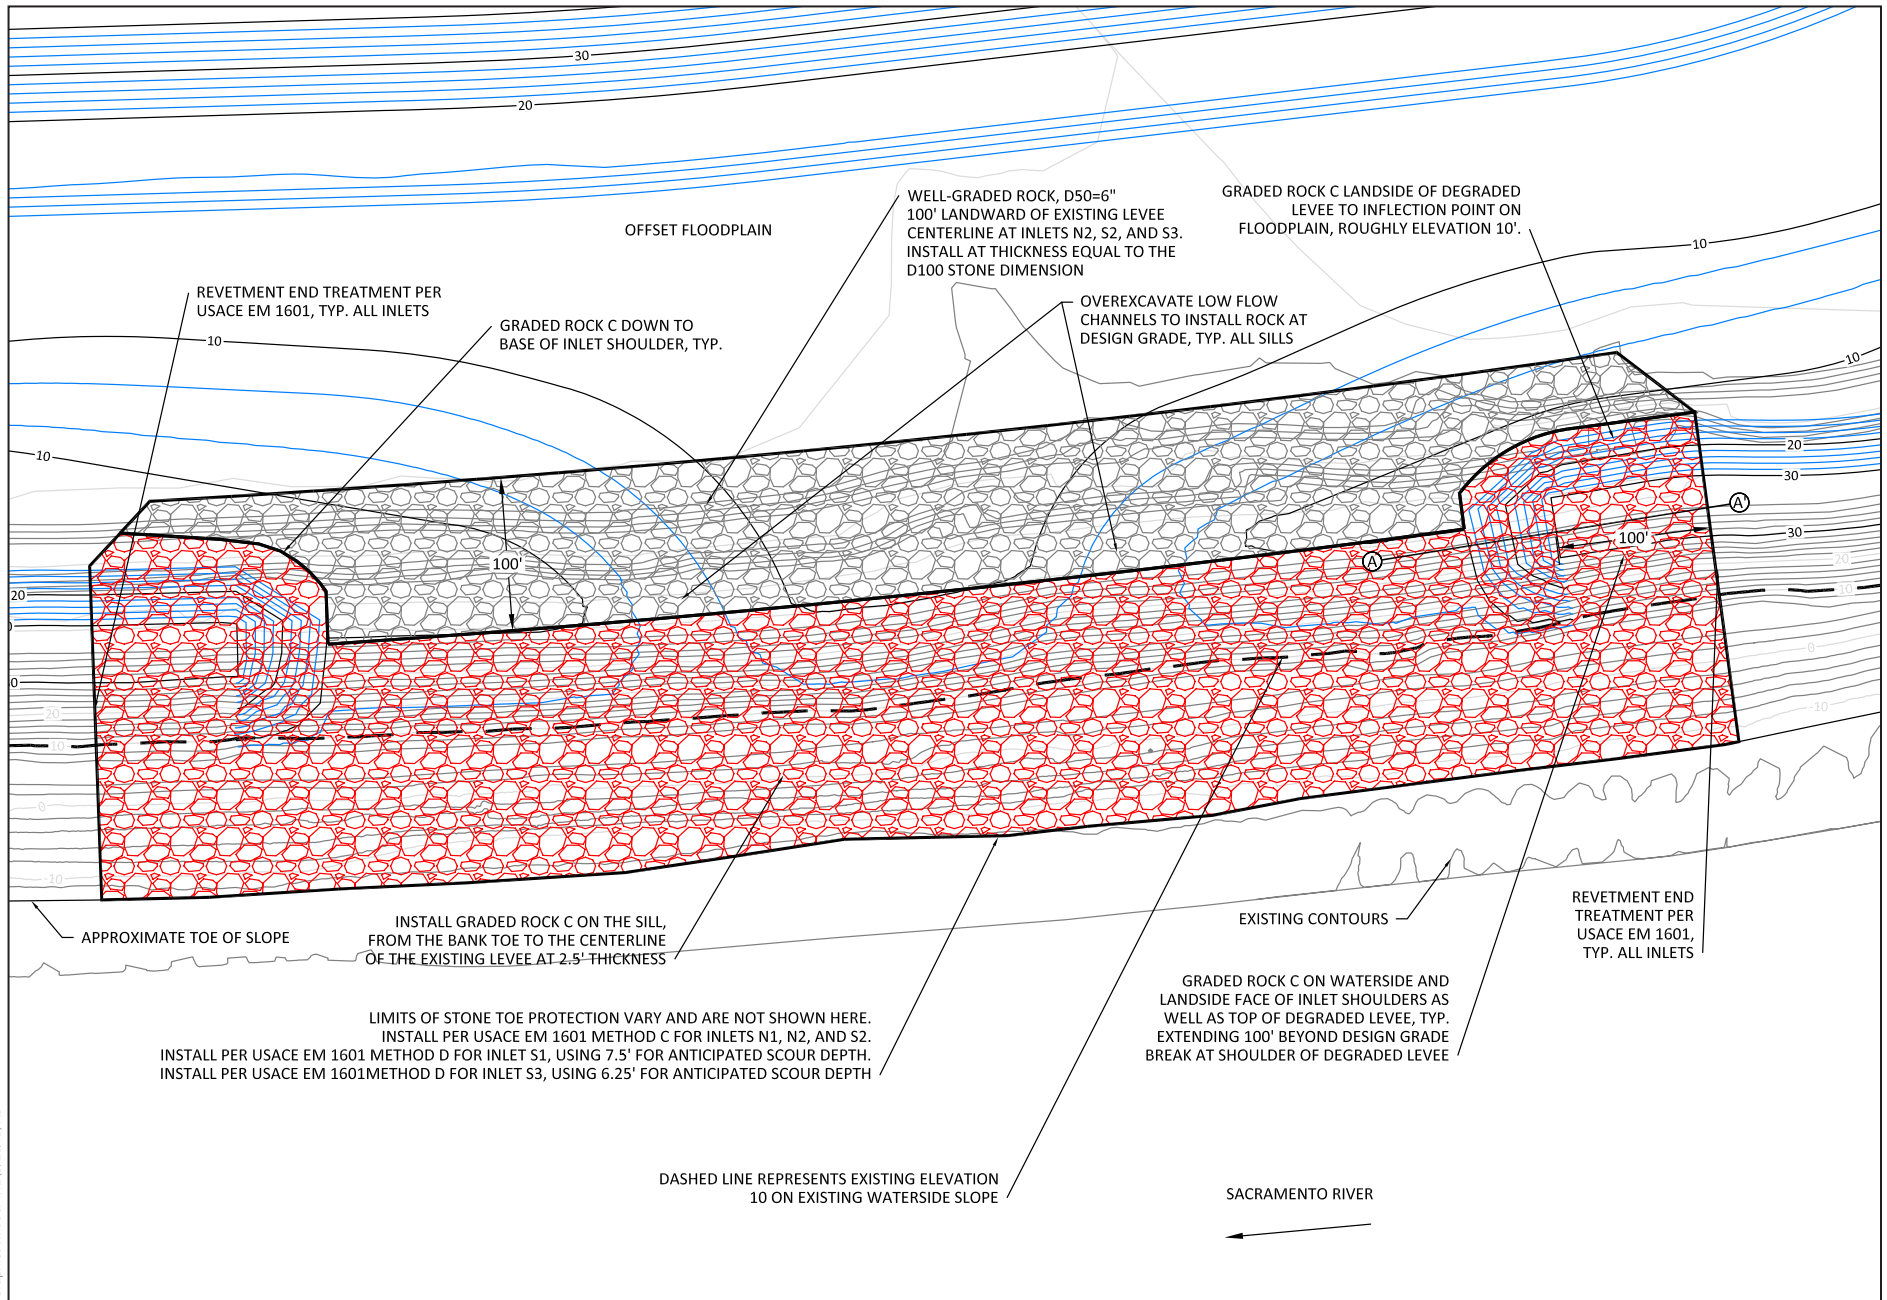 30
20
OFFSET FLOODPLAIN
WELL-GRADED ROCK, D50=6"
100' LANDWARD OF EXISTING LEVEE
CENTERLINE AT INLETS N2, S2, AND S3.
INSTALL AT THICKNESS EQUAL TO THE
D100 STONE DIMENSION
GRADED ROCK C LANDSIDE OF DEGRADED
LEVEE TO INFLECTION POINT ON
FLOODPLAIN, ROUGHLY ELEVATION 10'.
10
REVETMENT END TREATMENT PER
USACE EM 1601, TYP. ALL INLETS
GRADED ROCK C DOWN TO
BASE OF INLET SHOULDER, TYP.
OVEREXCAVATE LOW FLOW
CHANNELS TO INSTALL ROCK AT
DESIGN GRADE, TYP. ALL SILLS
10
10
10
20
30
A'
30
100'
A
100'
20
10
20
0
0
20
10
0
-10
0
-10
INSTALL GRADED ROCK C ON THE SILL,
FROM THE BANK TOE TO THE CENTERLINE
OF THE EXISTING LEVEE AT 2.5' THICKNESS
APPROXIMATE TOE OF SLOPE
EXISTING CONTOURS
REVETMENT END
TREATMENT PER
USACE EM 1601,
TYP. ALL INLETS
GRADED ROCK C ON WATERSIDE AND
LANDSIDE FACE OF INLET SHOULDERS AS
WELL AS TOP OF DEGRADED LEVEE, TYP.
EXTENDING 100' BEYOND DESIGN GRADE
BREAK AT SHOULDER OF DEGRADED LEVEE
LIMITS OF STONE TOE PROTECTION VARY AND ARE NOT SHOWN HERE.
INSTALL PER USACE EM 1601 METHOD C FOR INLETS N1, N2, AND S2.
INSTALL PER USACE EM 1601 METHOD D FOR INLET S1, USING 7.5' FOR ANTICIPATED SCOUR DEPTH.
INSTALL PER USACE EM 1601METHOD D FOR INLET S3, USING 6.25' FOR ANTICIPATED SCOUR DEPTH
DASHED LINE REPRESENTS EXISTING ELEVATION
10 ON EXISTING WATERSIDE SLOPE
SACRAMENTO RIVER